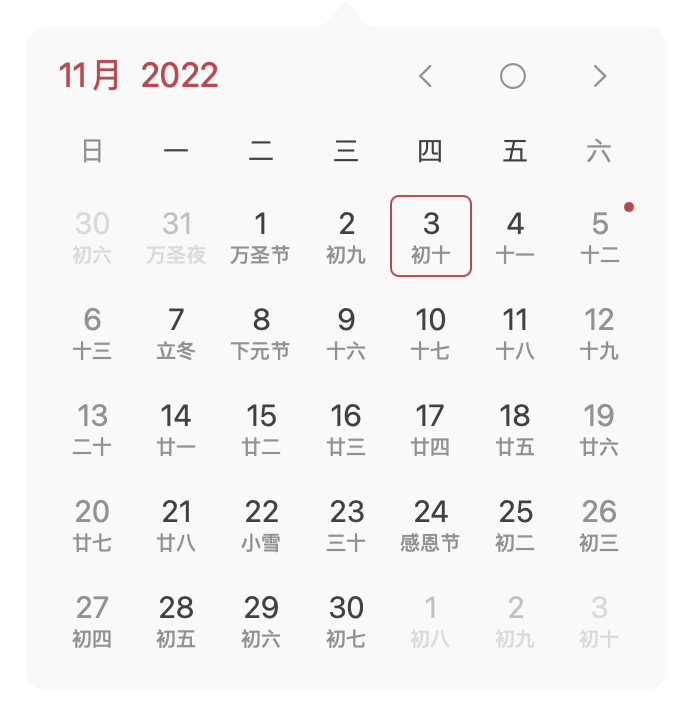 11月 2022
日 一 二 三 四 五 六
30 31 1 2 3 4 5
初六 万圣夜 万圣节 初九 初十 十一 十二
6 7 8 9 10 11 12
十三 立冬 下元节 十六 十七 十八 十九
13 14 15 16 17 18 19
二十 廿一 廿二 廿三 廿四 廿五 廿六
20 21 22 23 24 25 26
廿七 廿八 小雪 三十 感恩节 初二 初三
27 28 29 30 1 2 3
初四 初五 初六 初七 初八 初九 初十